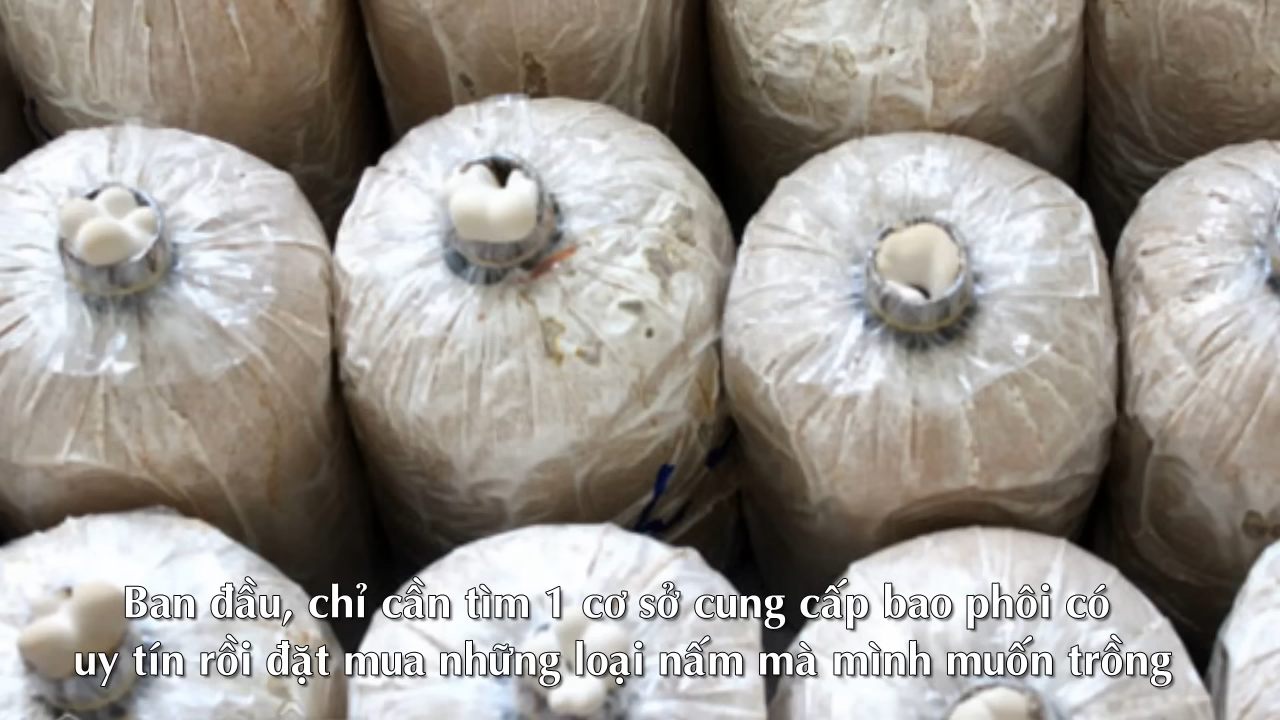 Ban đầu, chỉ cần tìm 1 cơ sở cung cấp bao phôi có
uy tín rồi đặt mua những loại nấm mà mình muốn trồng